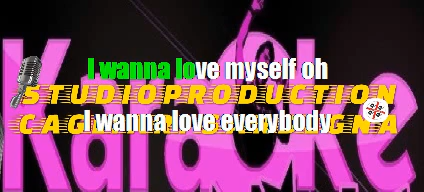 Karaoke
I wanna love myself oh
STUDIOPRODUCTION
I wanna love everybody